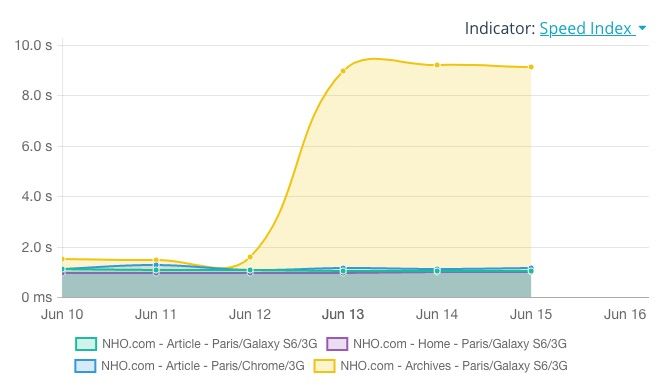 Indicator: Speed Index
10.0 s
8.0 s
6.0 s
4.0 s
2.0 s
0 ms
Jun 10 Jun 11 Jun 12 Jun 13 Jun 14 Jun 15 Jun 16
NHO.com - Article - Paris/Galaxy S6/3G NHO.com - Home - Paris/Galaxy S6/3G
NHO.com - Article - Paris/Chrome/3G NHO.com - Archives - Paris/Galaxy S6/3G